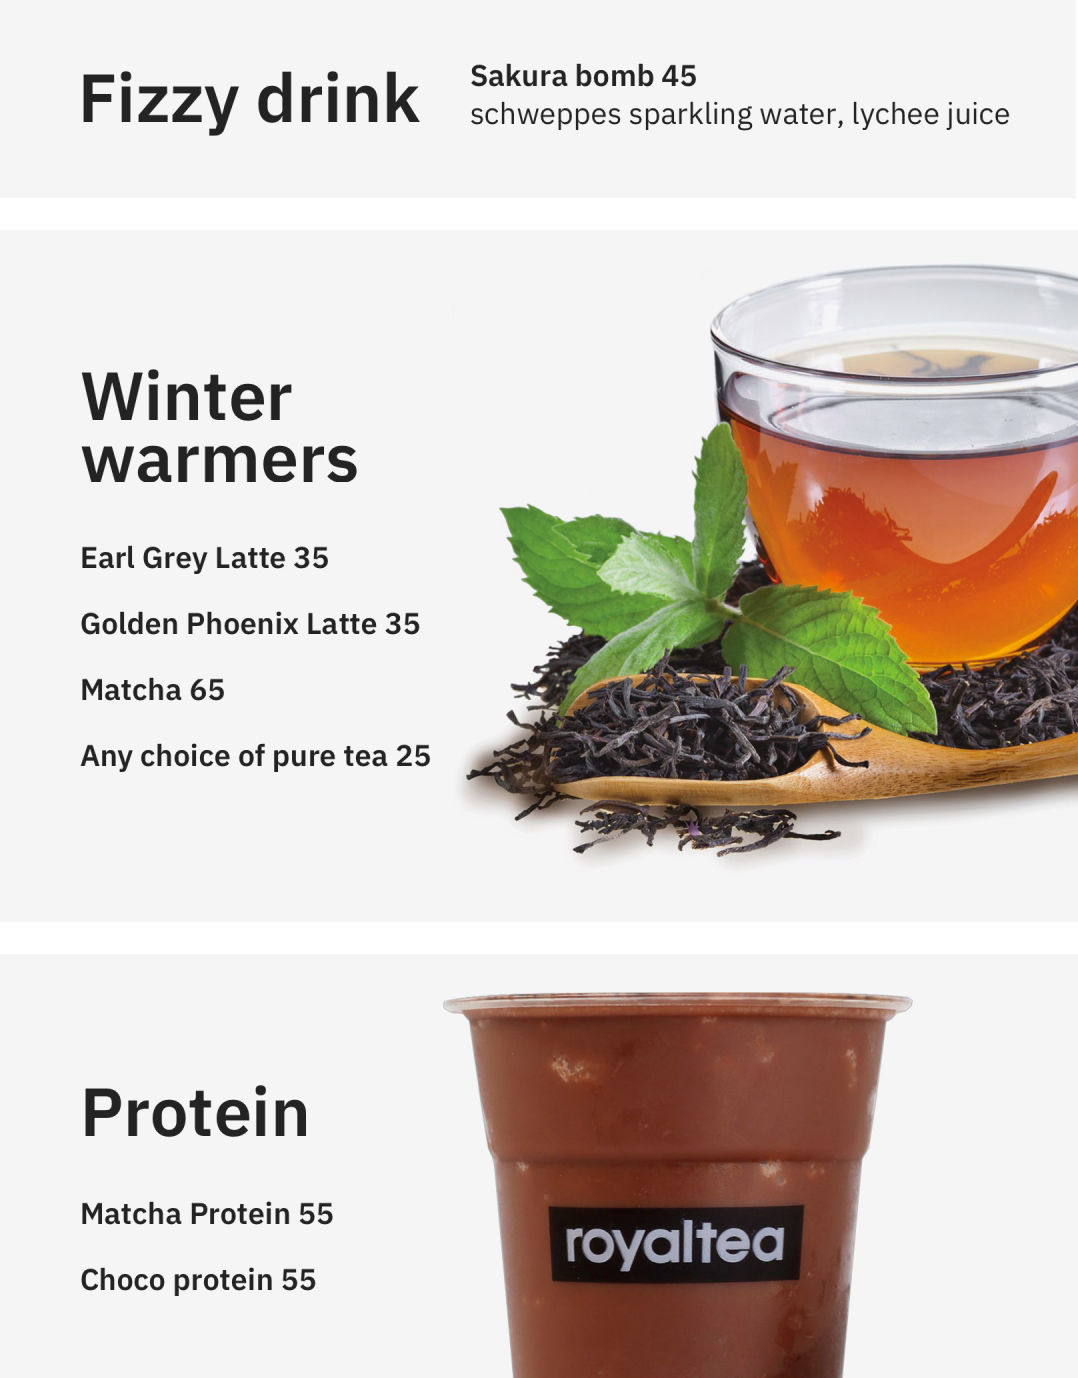 Fizzy drink
Sakura bomb 45
schweppes sparkling water, lychee juice
Winter
warmers
Earl Grey Latte 35
Golden Phoenix Latte 35
Matcha 65
Any choice of pure tea 25
Protein
Matcha Protein 55
Choco protein 55
royaltea